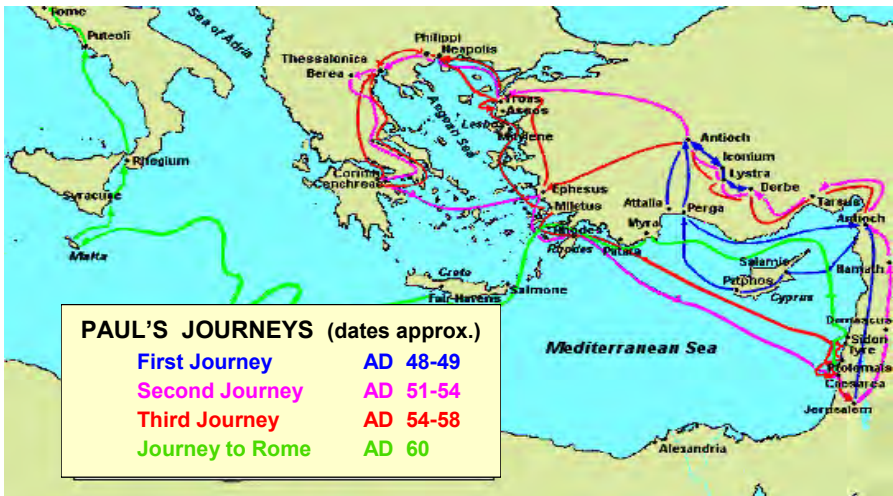 Rome
Puteoli
Sea of Adria
Rhegium
Syracuse
Malta
Philippi
Neapolis
Thessalonica
Berea
Aegean Sea
Troas
Assos
Lesbos
Mitylene
Corinth
Cenchreae
Ephesus
Miletus
Rhodes
Rhodes
Patara
Myra
Attalia
Perga
Antioch
Iconium
Lystra
Derbe
Tarsus
Antioch
Salamis
Paphos
Cyprus
Hamath
Damascus
Sidon
Tyre
Ptolemais
Caesarea
Jerusalem
Crete
Fair Havens
Salmone
Mediterranean Sea
Alexandria
PAUL'S JOURNEYS (dates approx.)
First Journey AD 48-49
Second Journey AD 51-54
Third Journey AD 54-58
Journey to Rome AD 60